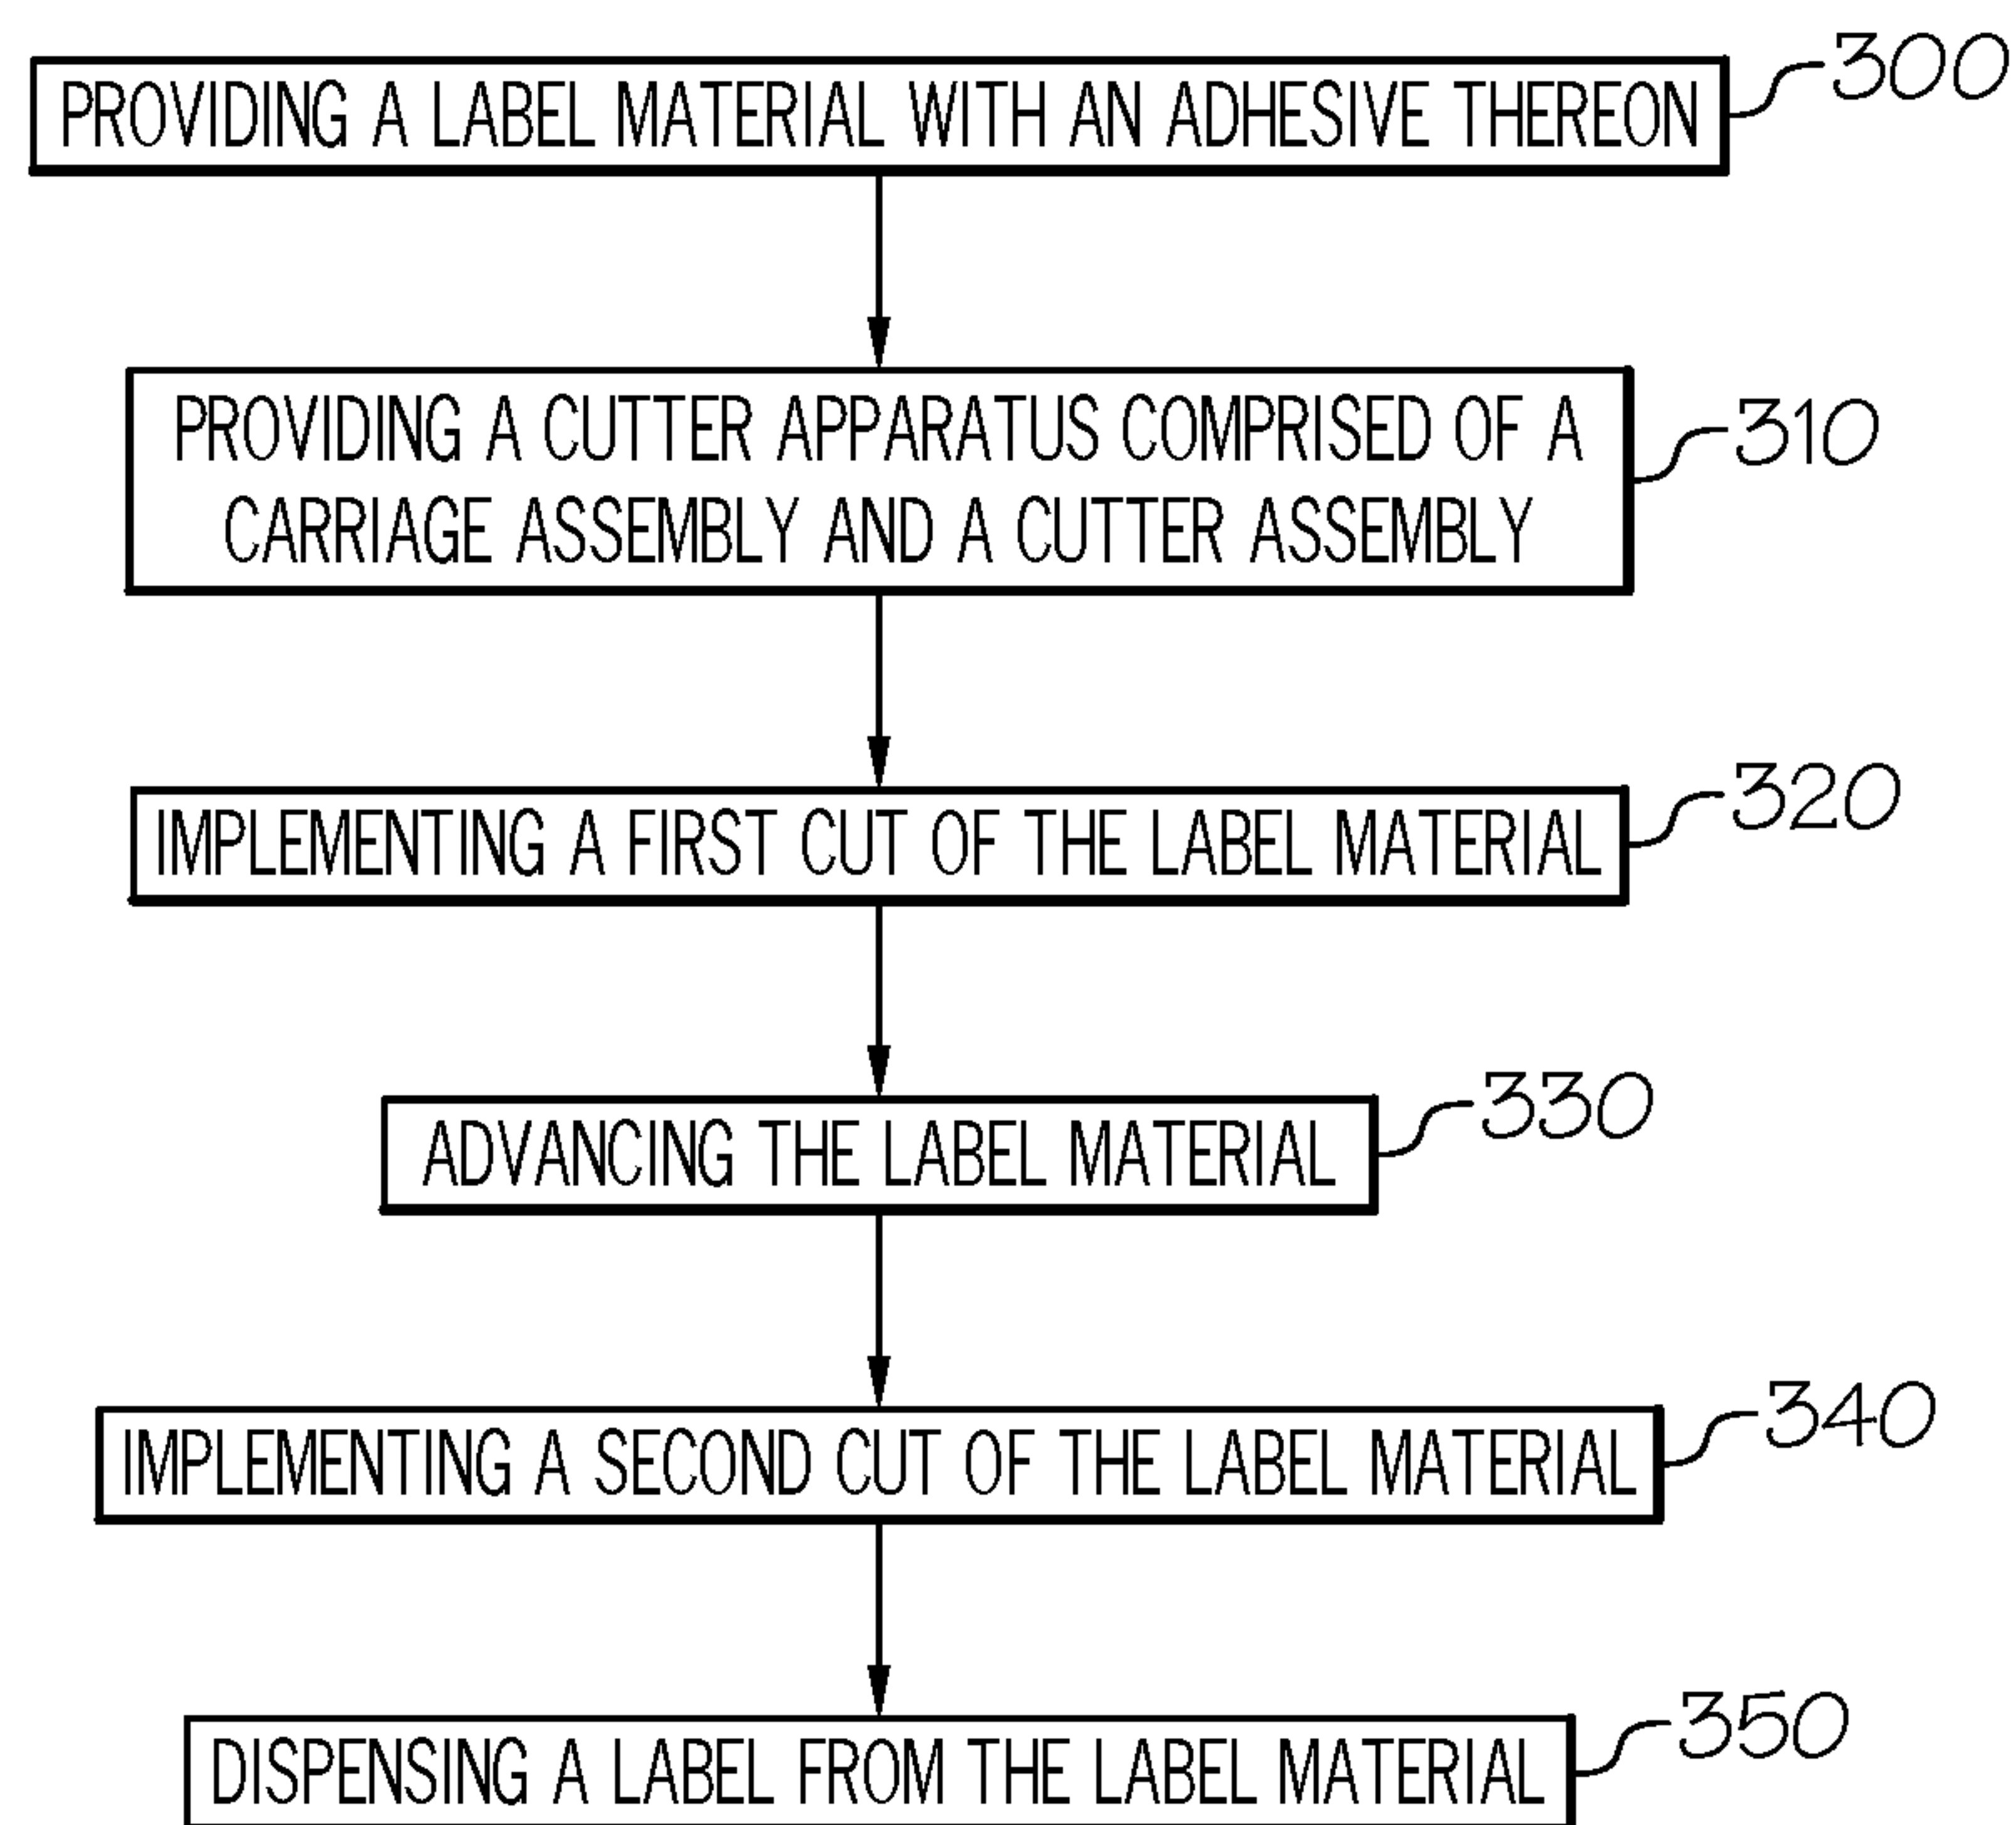 PROVIDING A LABEL MATERIAL WITH AN ADHESIVE THEREON
300
PROVIDING A CUTTER APPARATUS COMPRISED OF A
CARRIAGE ASSEMBLY AND A CUTTER ASSEMBLY
310
IMPLEMENTING A FIRST CUT OF THE LABEL MATERIAL
320
ADVANCING THE LABEL MATERIAL
330
IMPLEMENTING A SECOND CUT OF THE LABEL MATERIAL
340
DISPENSING A LABEL FROM THE LABEL MATERIAL
350